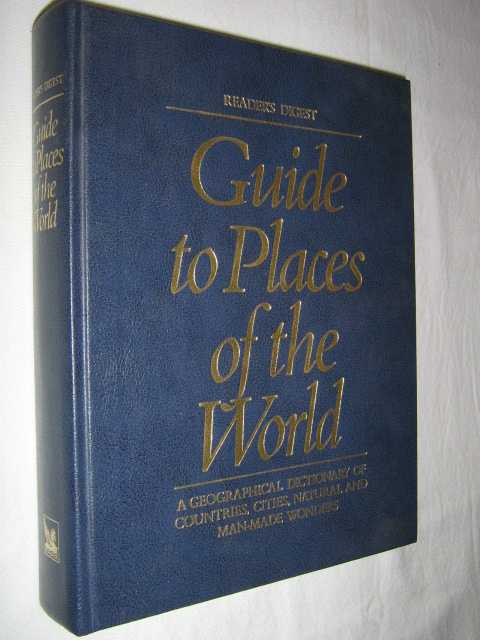 READER'S DIGEST
Guide
to Places
of the
World
A GEOGRAPHICAL DICTIONARY OF
COUNTRIES, CITIES, NATURAL AND
MAN-MADE WONDERS
DIGEST
Guide
to Places
of the
World